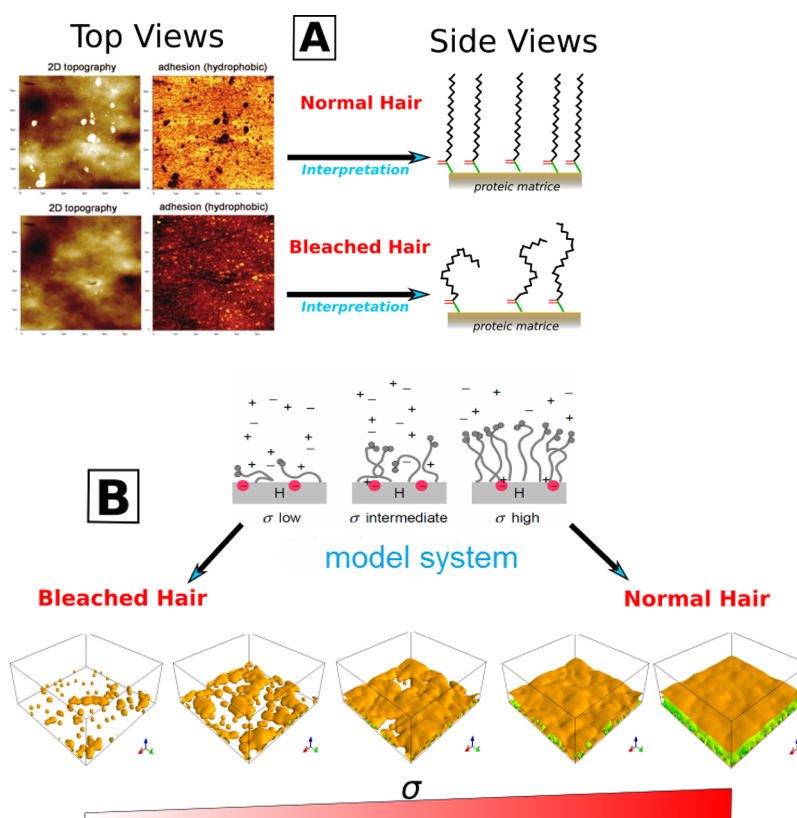 Top Views
A
Side Views
2D topography
adhesion (hydrophobic)
Normal Hair
Interpretation
proteic matrice
2D topography
adhesion (hydrophobic)
Bleached Hair
Interpretation
proteic matrice
B
H
σ low
H
σ intermediate
H
σ high
model system
Bleached Hair
Normal Hair
σ